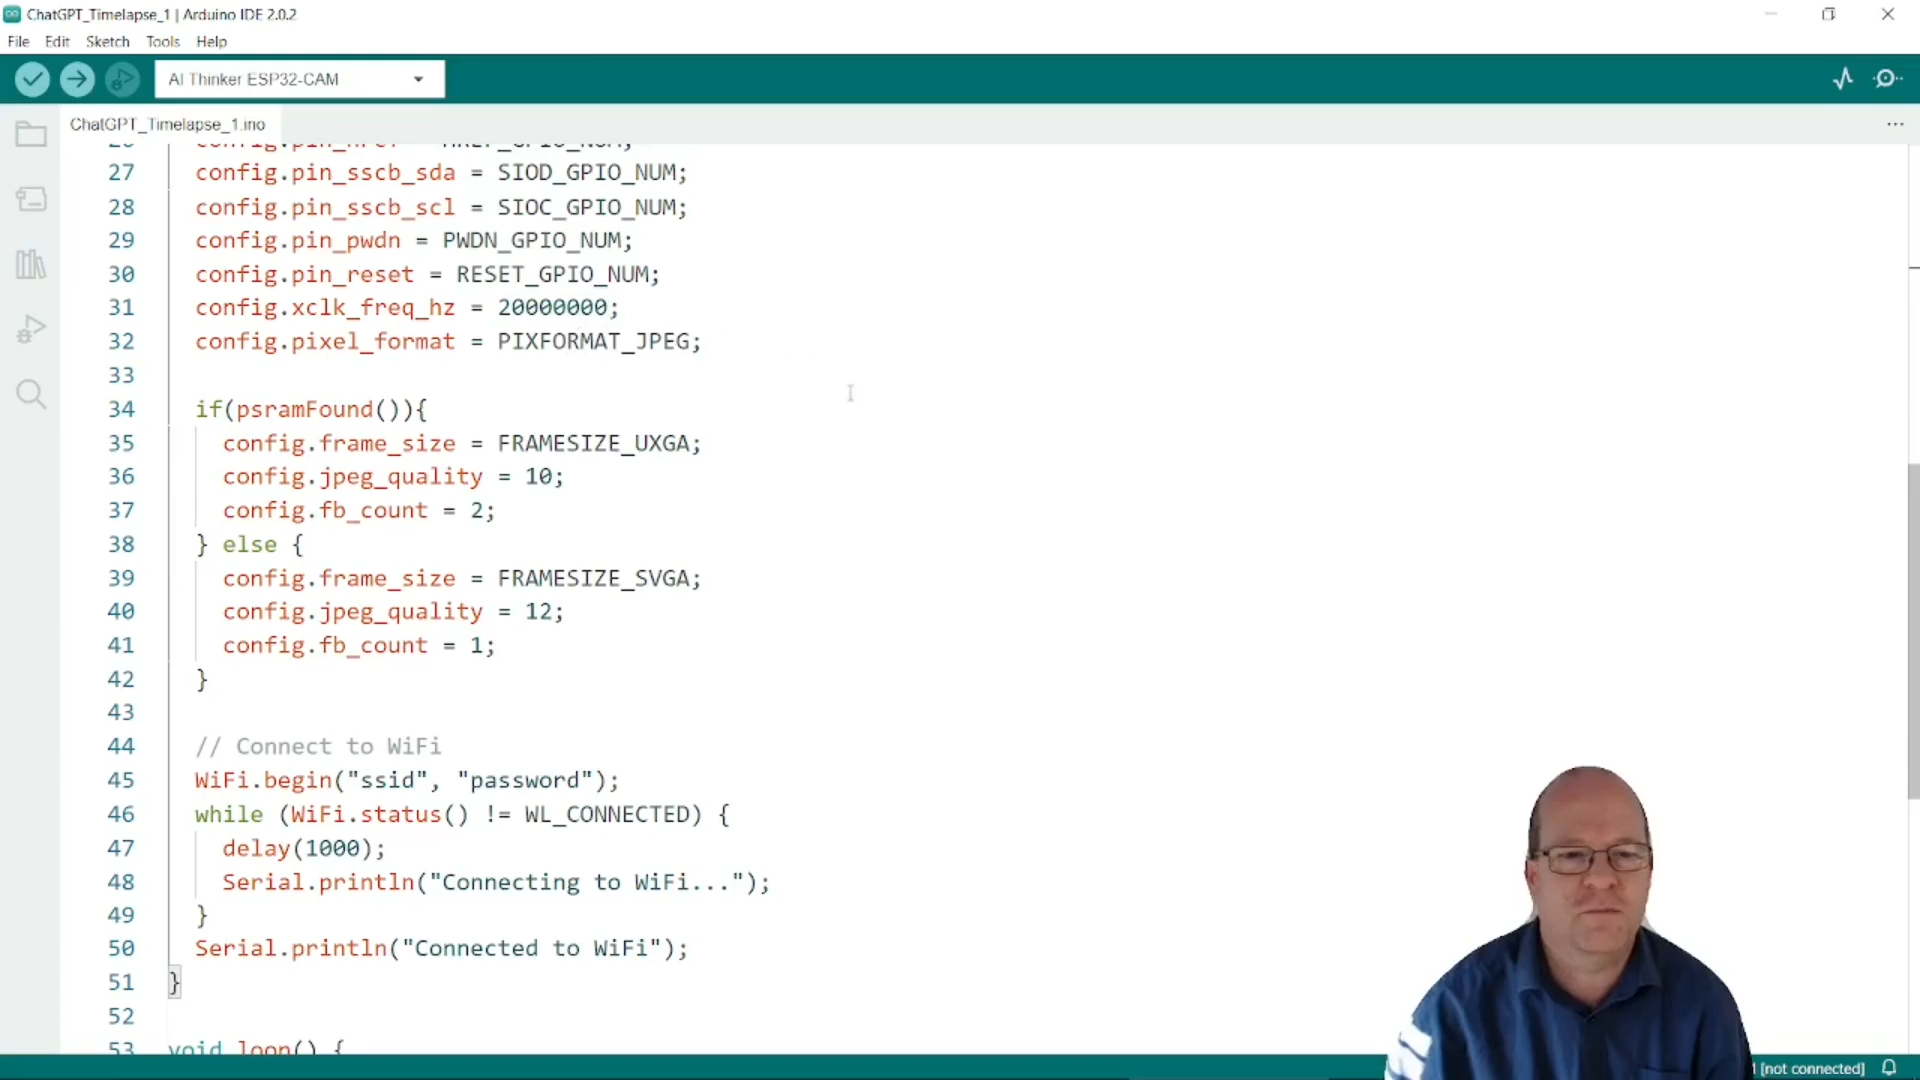 ChatGPT_Timelapse_1 | Arduino IDE 2.0.2
File Edit Sketch Tools Help
AI Thinker ESP32-CAM
ChatGPT_Timelapse_1.ino
27 config.pin_sscb_sda = SIOD_GPIO_NUM;
28 config.pin_sscb_scl = SIOC_GPIO_NUM;
29 config.pin_pwdn = PWDN_GPIO_NUM;
30 config.pin_reset = RESET_GPIO_NUM;
31 config.xclk_freq_hz = 20000000;
32 config.pixel_format = PIXFORMAT_JPEG;
33
34 if(psramFound()){
35 config.frame_size = FRAMESIZE_UXGA;
36 config.jpeg_quality = 10;
37 config.fb_count = 2;
38 } else {
39 config.frame_size = FRAMESIZE_SVGA;
40 config.jpeg_quality = 12;
41 config.fb_count = 1;
42 }
43
44 // Connect to WiFi
45 WiFi.begin("ssid", "password");
46 while (WiFi.status() != WL_CONNECTED) {
47 delay(1000);
48 Serial.println("Connecting to WiFi...");
49 }
50 Serial.println("Connected to WiFi");
51 }
52
53 void loop() {
[not connected]